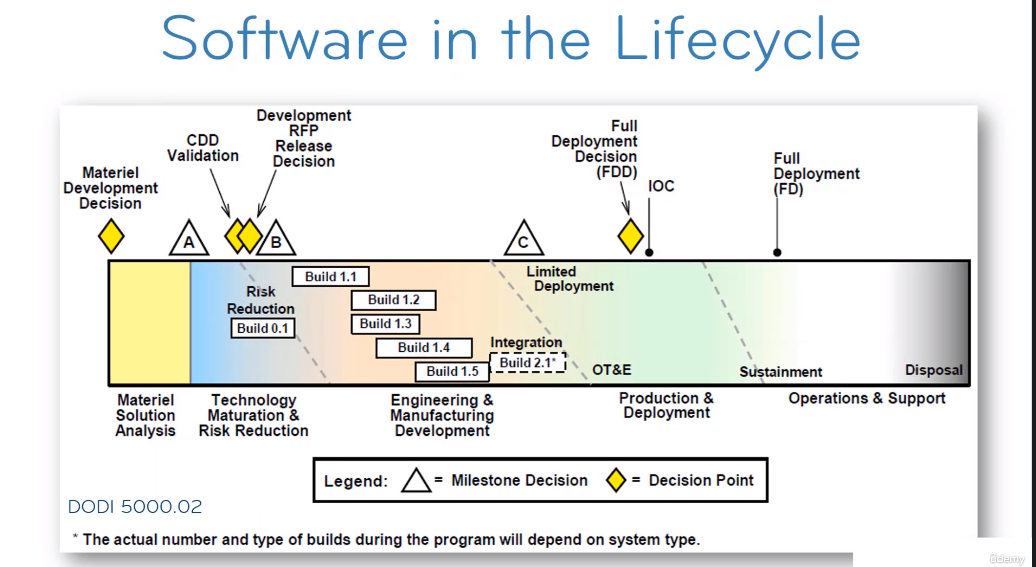 Software in the Lifecycle
Development
RFP
Release
Decision
CDD
Validation
Materiel
Development
Decision
Full
Deployment
Decision
(FDD)
IOC
Full
Deployment
(FD)
A
B
C
Build 1.1
Limited
Deployment
Risk
Reduction
Build 0.1
Build 1.2
Build 1.3
Build 1.4
Build 1.5
Integration
Build 2.1*
OT&E
Sustainment
Disposal
Materiel
Solution
Analysis
Technology
Maturation &
Risk Reduction
Engineering &
Manufacturing
Development
Production &
Deployment
Operations & Support
Legend: = Milestone Decision = Decision Point
DODI 5000.02
* The actual number and type of builds during the program will depend on system type.
ûdemy